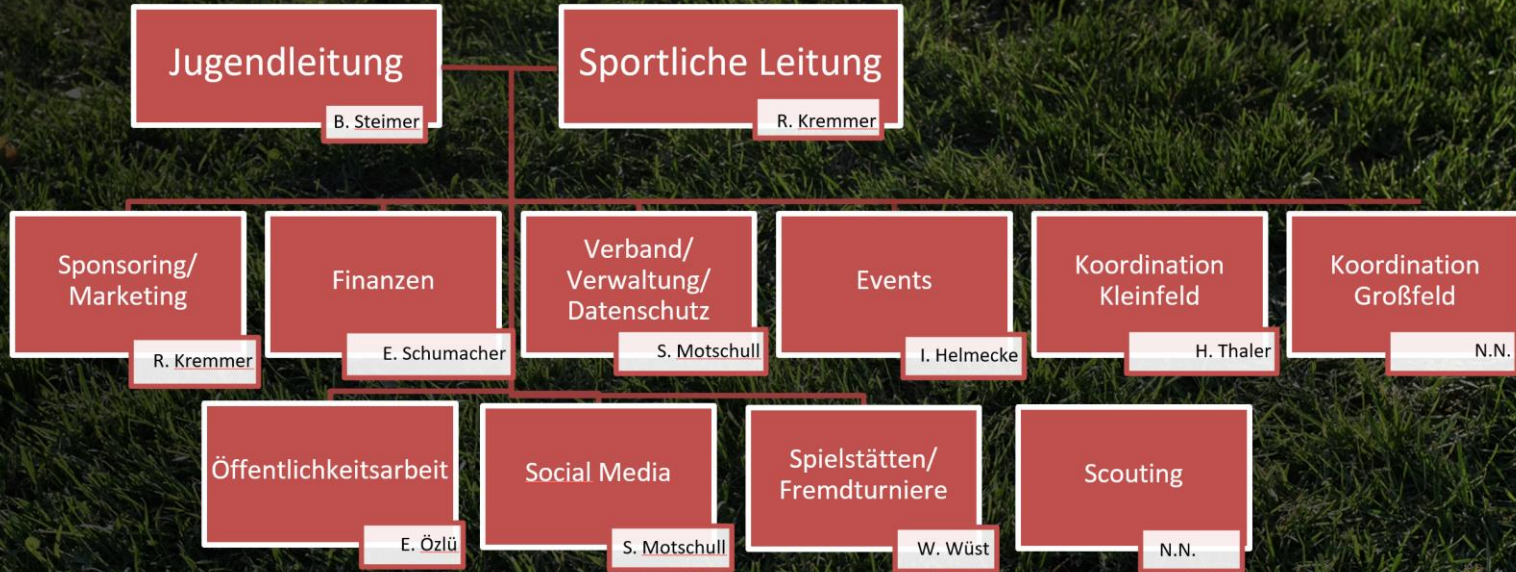 Jugendleitung
B. Steimer
Sportliche Leitung
R. Kremmer
Sponsoring/
Marketing
R. Kremmer
Finanzen
E. Schumacher
Verband/
Verwaltung/
Datenschutz
S. Motschull
Events
I. Helmecke
Koordination
Kleinfeld
H. Thaler
Koordination
Großfeld
N.N.
Öffentlichkeitsarbeit
E. Özlü
Social Media
S. Motschull
Spielstätten/
Fremdturniere
W. Wüst
Scouting
N.N.